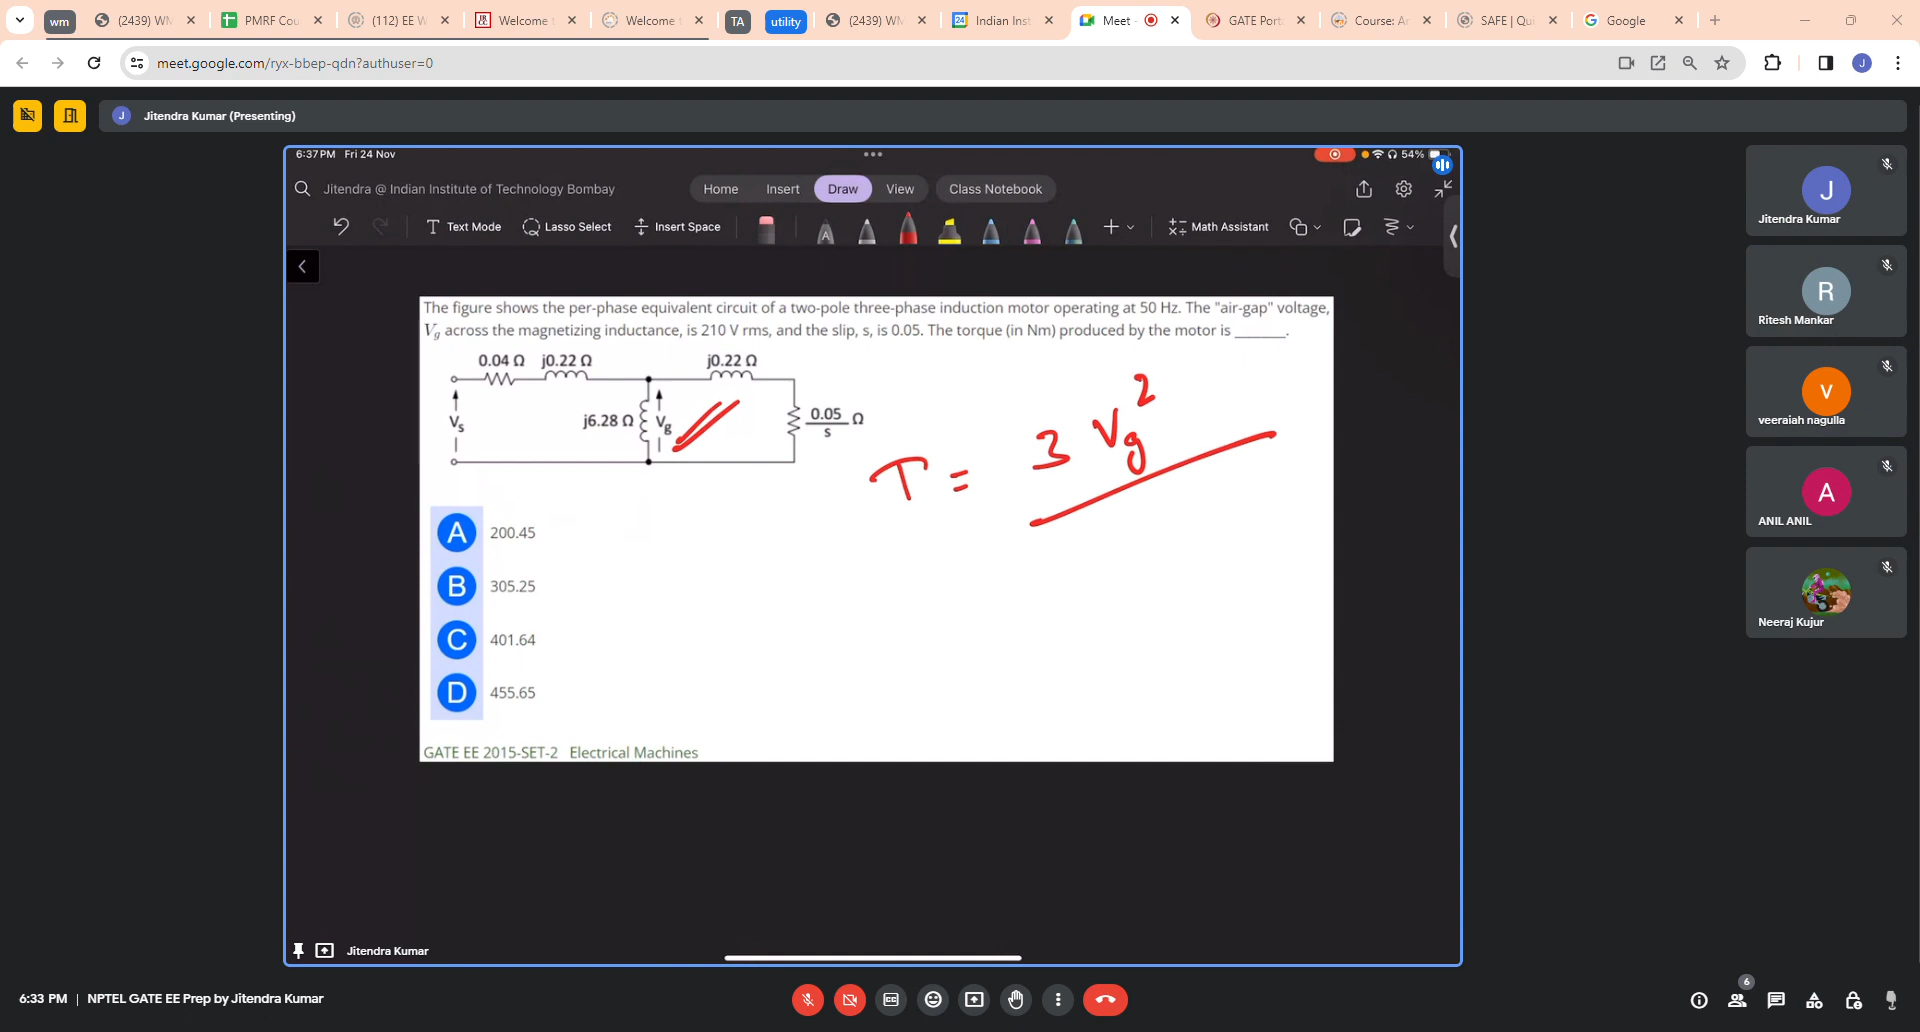 wm
(2439) WM
PMRF Cou
(112) EE W
Welcome t
Welcome t
TA
utility
(2439) WM
Indian Inst
Meet -
GATE Port
Course: Ar
SAFE | Qui
Google
meet.google.com/ryx-bbep-qdn?authuser=0
J
J
Jitendra Kumar (Presenting)
6:37 PM Fri 24 Nov
54%
Jitendra @ Indian Institute of Technology Bombay
Home
Insert
Draw
View
Class Notebook
Text Mode
Lasso Select
Insert Space
A
Math Assistant
The figure shows the per-phase equivalent circuit of a two-pole three-phase induction motor operating at 50 Hz. The "air-gap" voltage,
Vg across the magnetizing inductance, is 210 V rms, and the slip, s, is 0.05. The torque (in Nm) produced by the motor is ______.
0.04 Ω j0.22 Ω j0.22 Ω
Vs
j6.28 Ω
Vg
0.05/s Ω
T = 3 Vg²
A 200.45
B 305.25
C 401.64
D 455.65
GATE EE 2015-SET-2 Electrical Machines
Jitendra Kumar
J
Jitendra Kumar
R
Ritesh Mankar
V
veeraiah nagulla
A
ANIL ANIL
Neeraj Kujur
6:33 PM | NPTEL GATE EE Prep by Jitendra Kumar
6